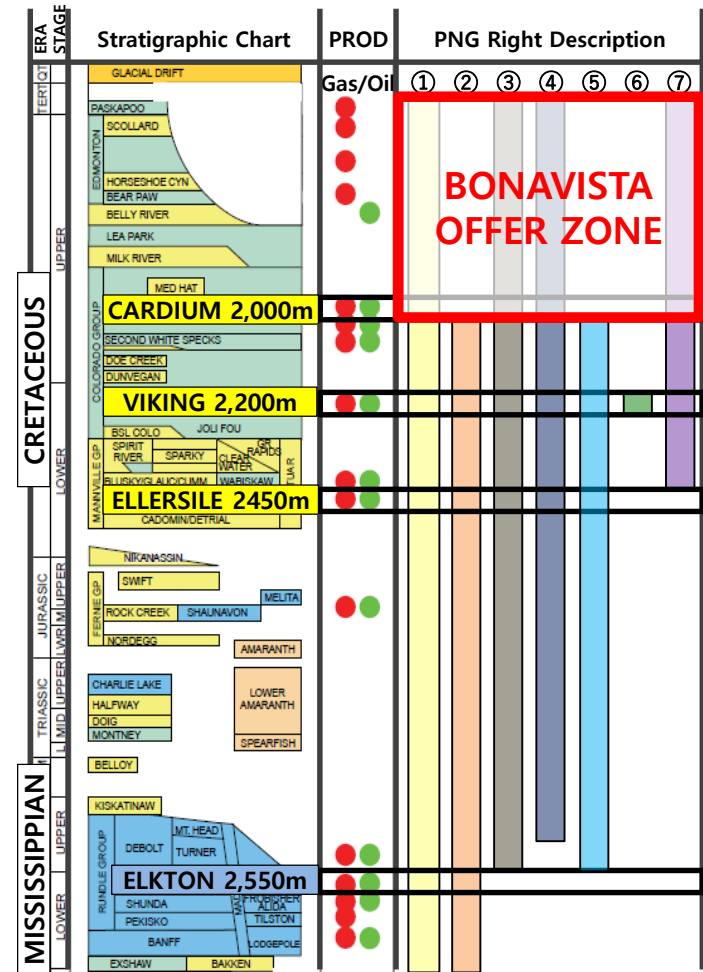 ERA
STAGE
Stratigraphic Chart
PROD
PNG Right Description
Gas/Oil
① ② ③ ④ ⑤ ⑥ ⑦
QT
TERT
GLACIAL DRIFT
PASKAPOO
SCOLLARD
EDMONTON
HORSESHOE CYN
BEAR PAW
BELLY RIVER
LEA PARK
MILK RIVER
BONAVISTA
OFFER ZONE
UPPER
CRETACEOUS
COLORADO GROUP
MED HAT
CARDIUM 2,000m
SECOND WHITE SPECKS
DOE CREEK
DUNVEGAN
VIKING 2,200m
BSL COLO
JOLI FOU
LOWER
MANNVILLE GP
SPIRIT
RIVER
SPARKY
CLEAR
WATER
GR
RAPIDS
BLUSKY/GLAUC/CUMM
WABISKAW
ELLERSILE 2450m
CADOMIN/DETRIAL
NIKANASSIN
JURASSIC
UPPER
M
LWR
FERNIE GP
SWIFT
MELITA
ROCK CREEK
SHAUNAVON
NORDEGG
AMARANTH
TRIASSIC
UPPER
MID
L
CHARLIE LAKE
HALFWAY
DOIG
MONTNEY
LOWER
AMARANTH
SPEARFISH
BELLOY
KISKATINAW
MISSISSIPPIAN
UPPER
LOWER
RUNDLE GROUP
MT. HEAD
DEBOLT
TURNER
ELKTON 2,550m
SHUNDA
FROBISHER
ALIDA
PEKISKO
TILSTON
BANFF
LODGEPOLE
EXSHAW
BAKKEN